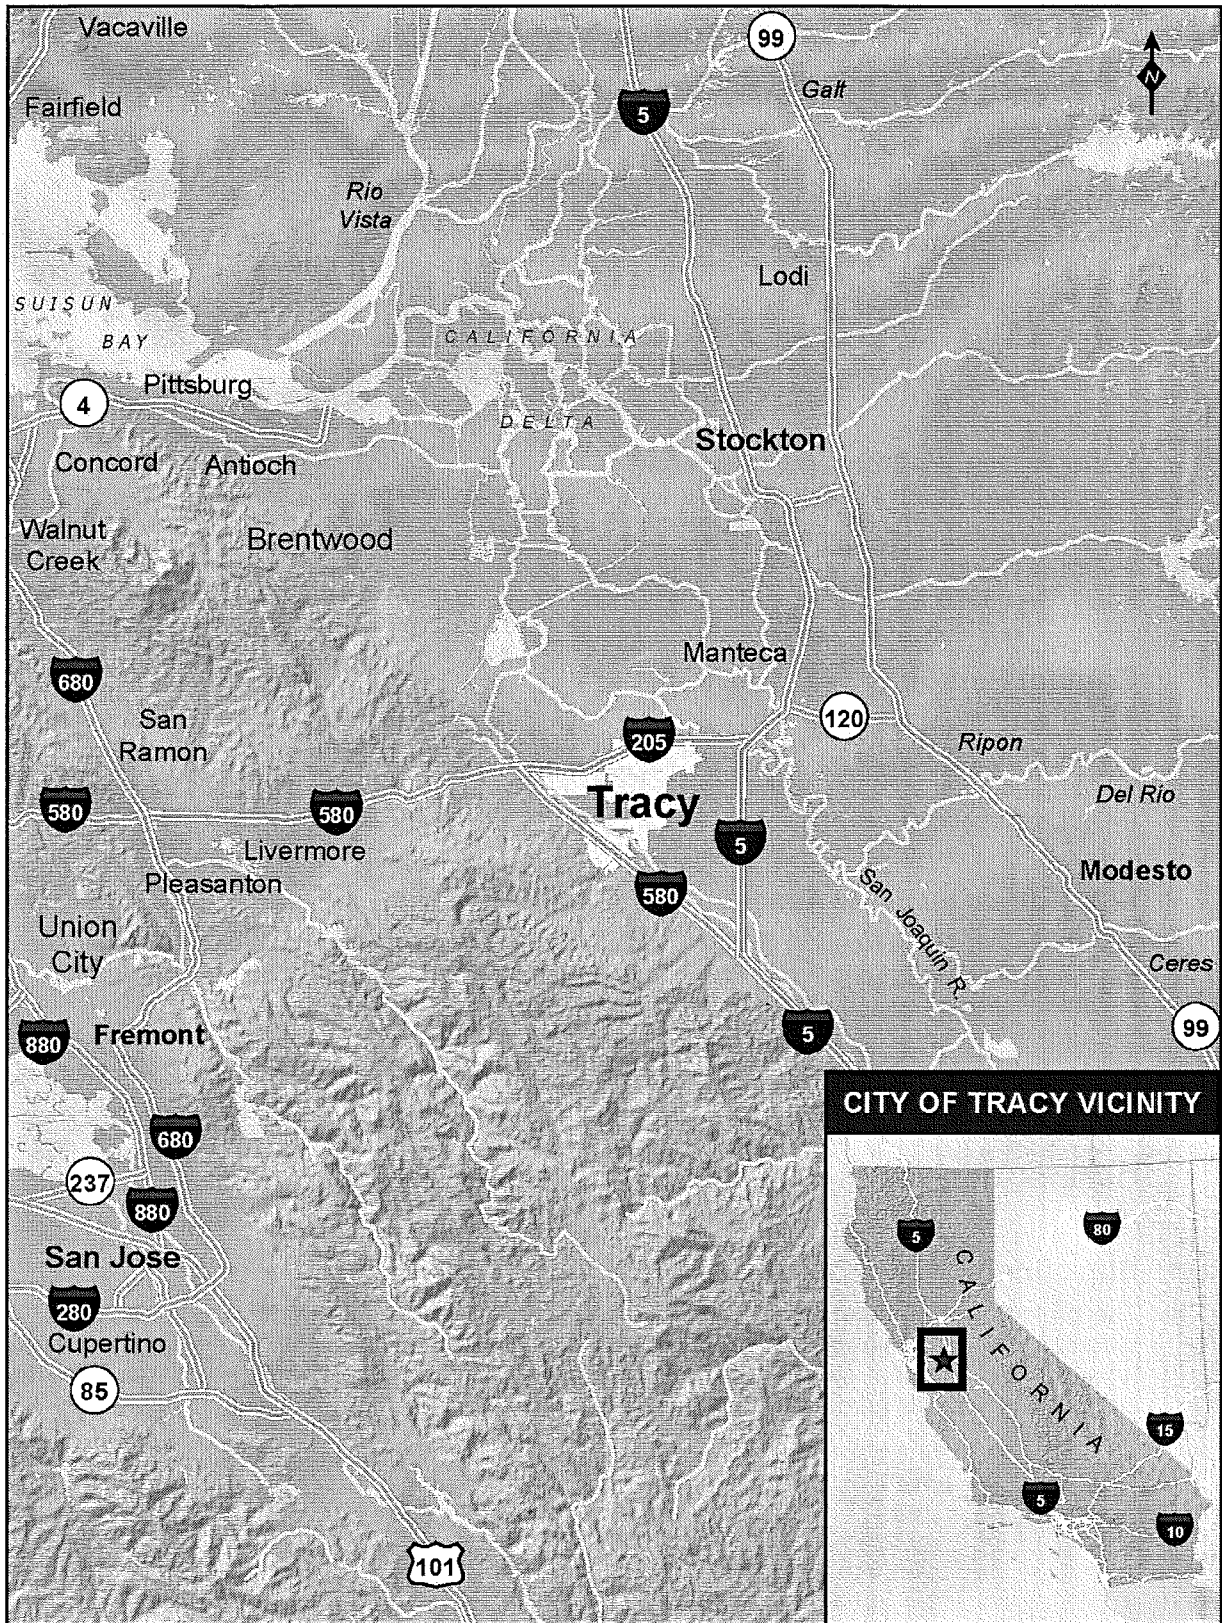 Vacaville
99
Galt
N
Fairfield
5
Rio
Vista
Lodi
SUISUN
BAY
CALIFORNIA
Pittsburg
4
DELTA
Stockton
Concord
Antioch
Walnut
Creek
Brentwood
Manteca
680
San
Ramon
120
205
Ripon
Del Rio
580
580
Tracy
5
Livermore
Modesto
Pleasanton
580
San Joaquin R.
Union
City
Ceres
5
99
880
Fremont
CITY OF TRACY VICINITY
680
237
880
5
80
San Jose
CALIFORNIA
280
Cupertino
85
15
5
10
101